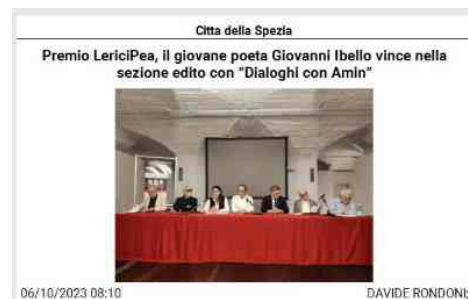 Citta della Spezia
Premio LericiPea, il giovane poeta Giovanni Ibello vince nella
sezione edito con "Dialoghi con Amin"
06/10/2023 08:10
DAVIDE RONDONI;